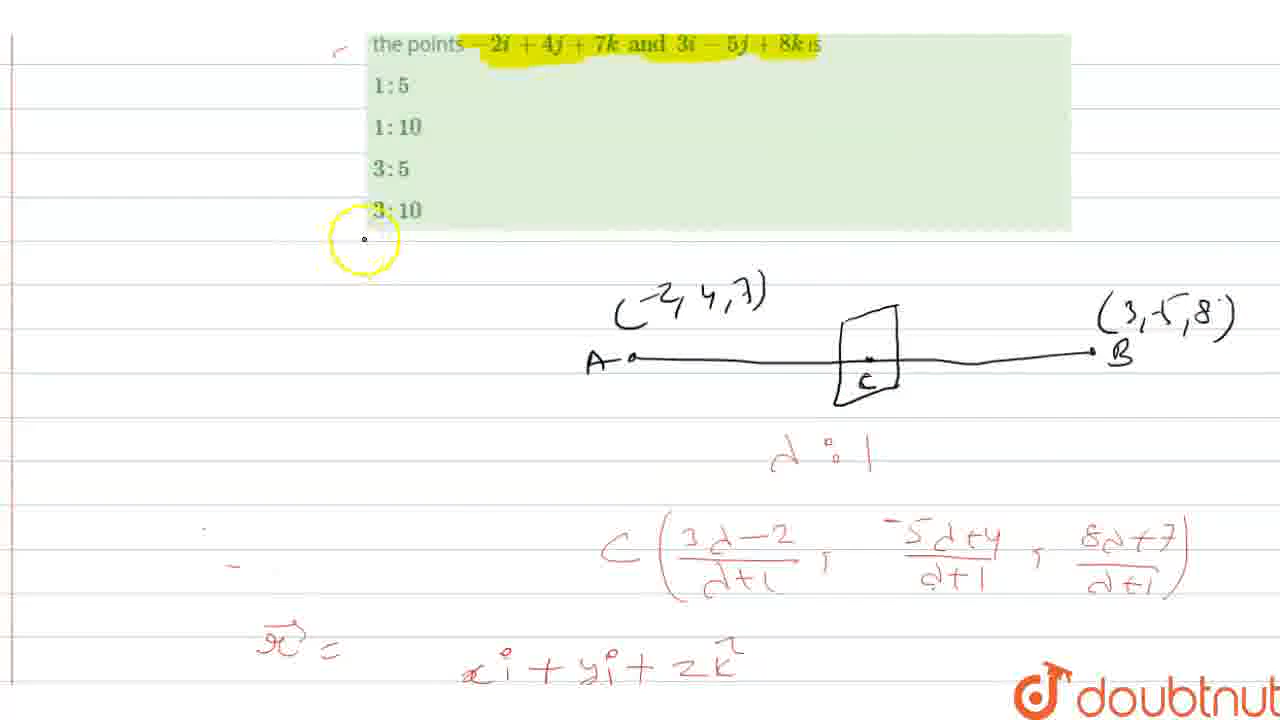 the points −2i + 4j + 7k and 3i − 5j + 8k is
1 : 5
1 : 10
3 : 5
3 : 10
(-2, 4, 7)
(3, -5, 8)
A
B
C
λ : 1
C ( (3λ-2)/(λ+1) , (-5λ+4)/(λ+1) , (8λ+7)/(λ+1) )
r⃗ = xi + yj + zk
doubtnut